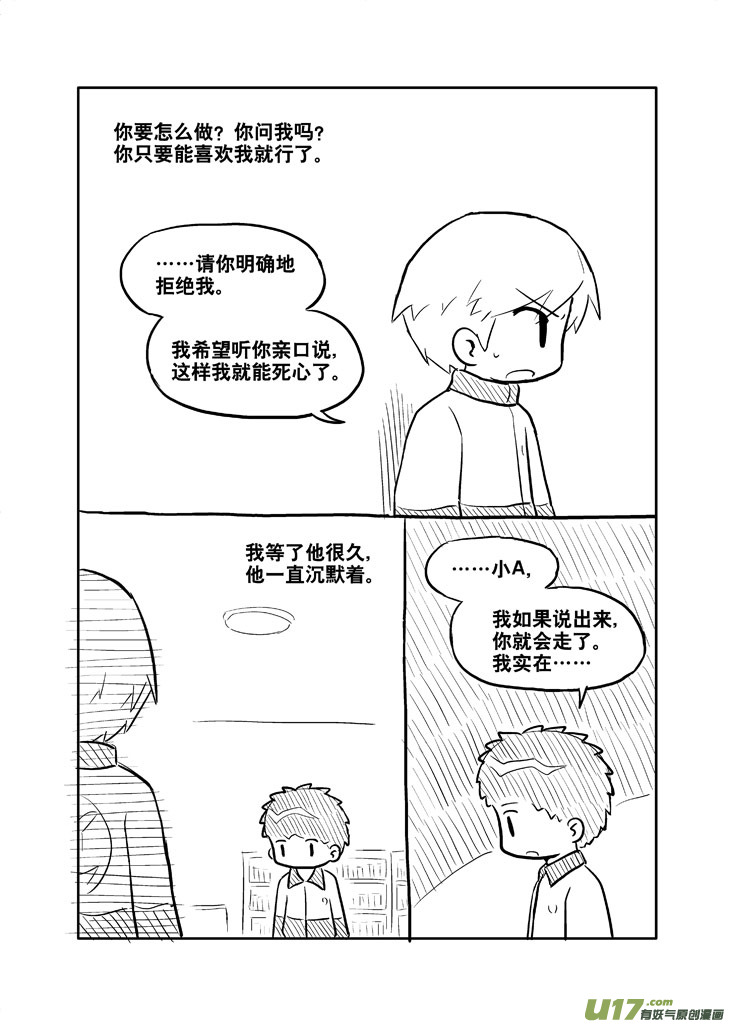 你要怎么做？你问我吗？
你只要能喜欢我就行了。
……请你明确地
拒绝我。
我希望听你亲口说，
这样我就能死心了。
我等了他很久，
他一直沉默着。
……小A，
我如果说出来，
你就会走了。
我实在……
U17.com
有妖气原创漫画